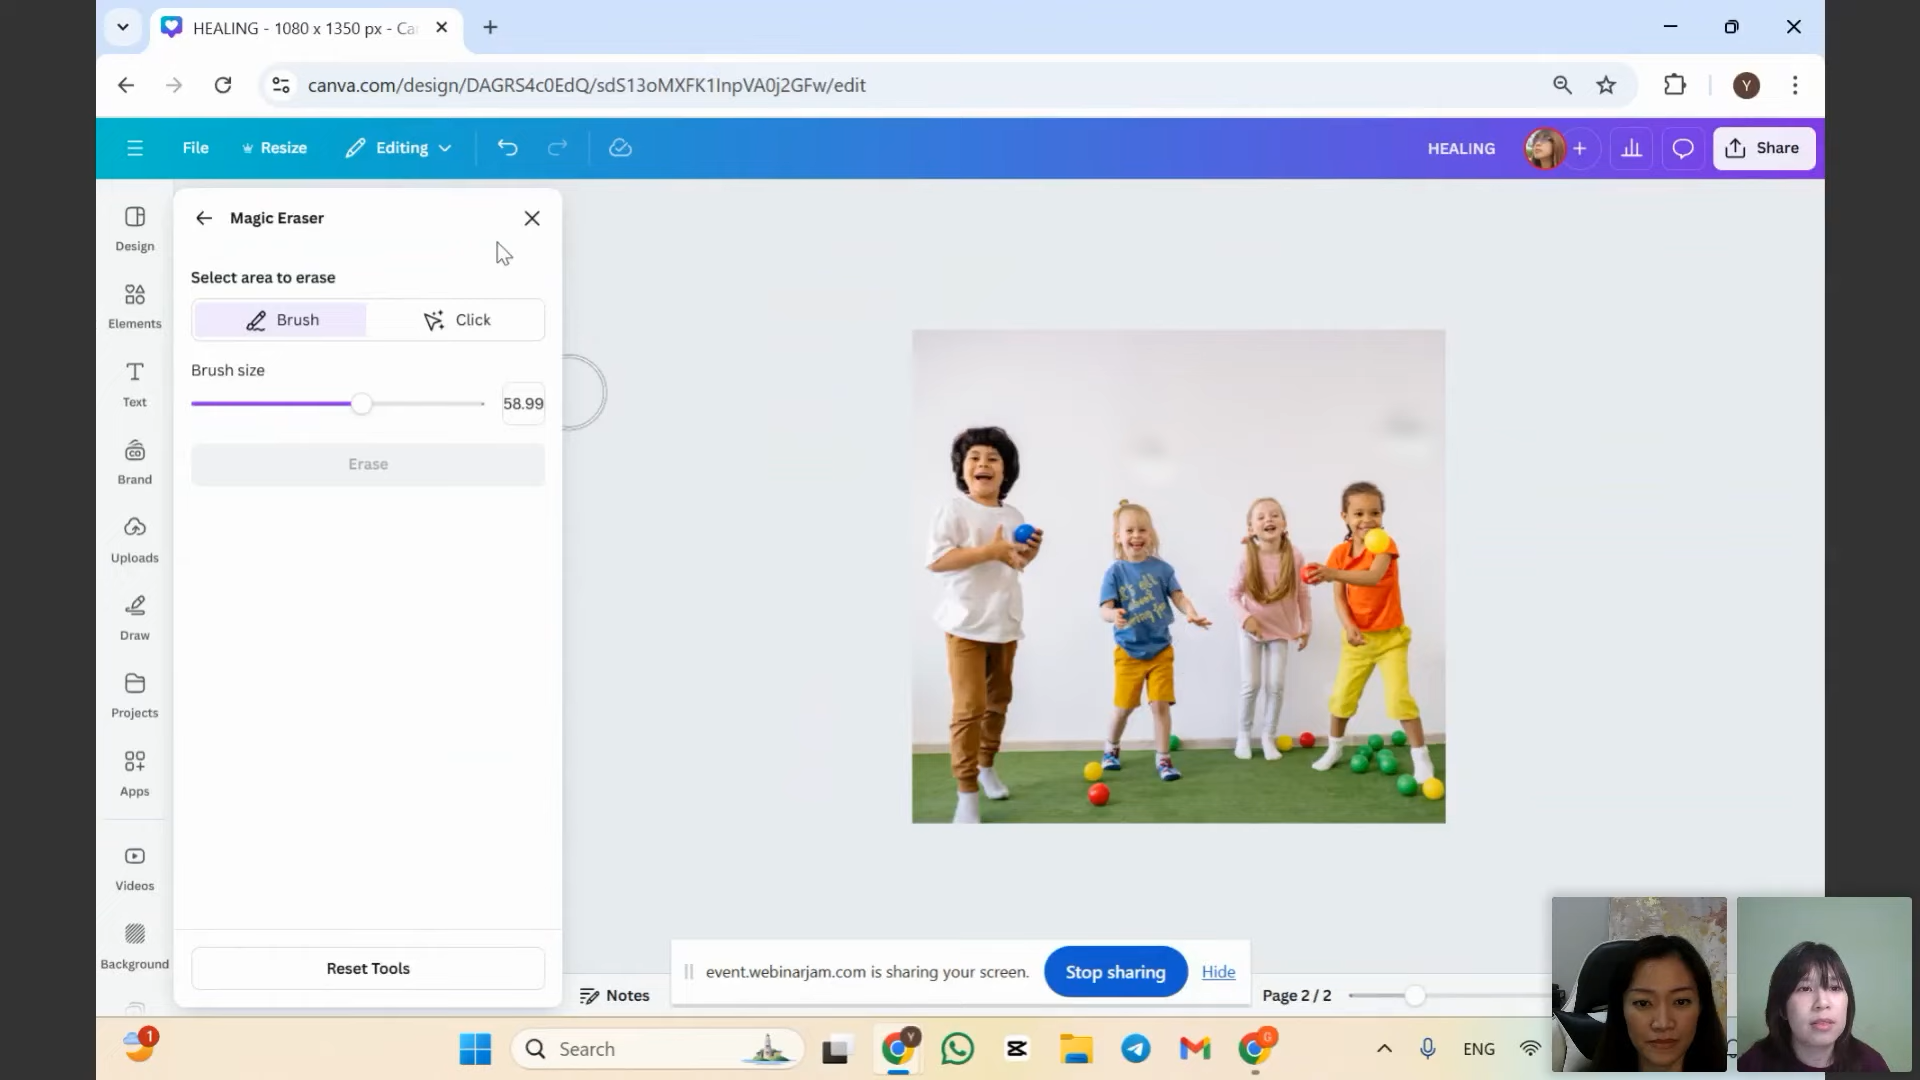 HEALING - 1080 x 1350 px - Ca
canva.com/design/DAGRS4c0EdQ/sdS13oMXFK1InpVA0j2GFw/edit
Y
File
Resize
Editing
HEALING
Share
Design
Elements
Text
Brand
Uploads
Draw
Projects
Apps
Videos
Background
Magic Eraser
Select area to erase
Brush
Click
Brush size
58.99
Erase
Reset Tools
Notes
event.webinarjam.com is sharing your screen.
Stop sharing
Hide
Page 2 / 2
1
Search
Y
G
ENG